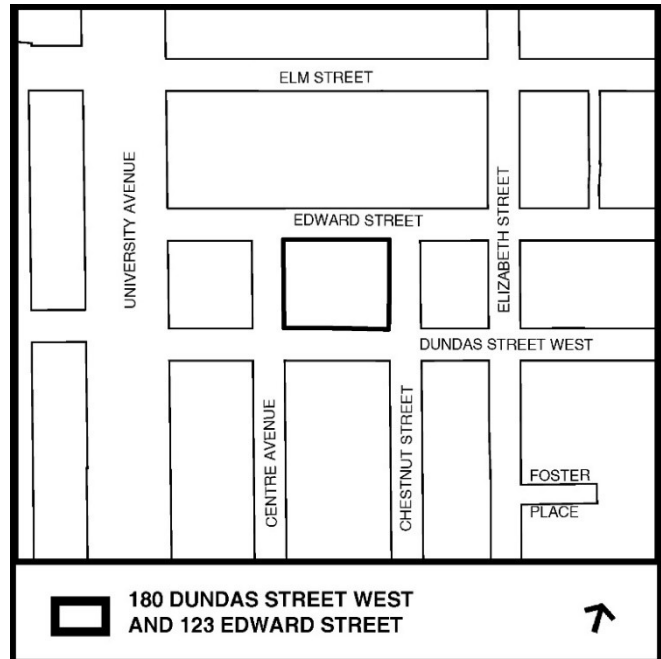 ELM STREET
UNIVERSITY AVENUE
EDWARD STREET
ELIZABETH STREET
DUNDAS STREET WEST
CENTRE AVENUE
CHESTNUT STREET
FOSTER
PLACE
180 DUNDAS STREET WEST
AND 123 EDWARD STREET